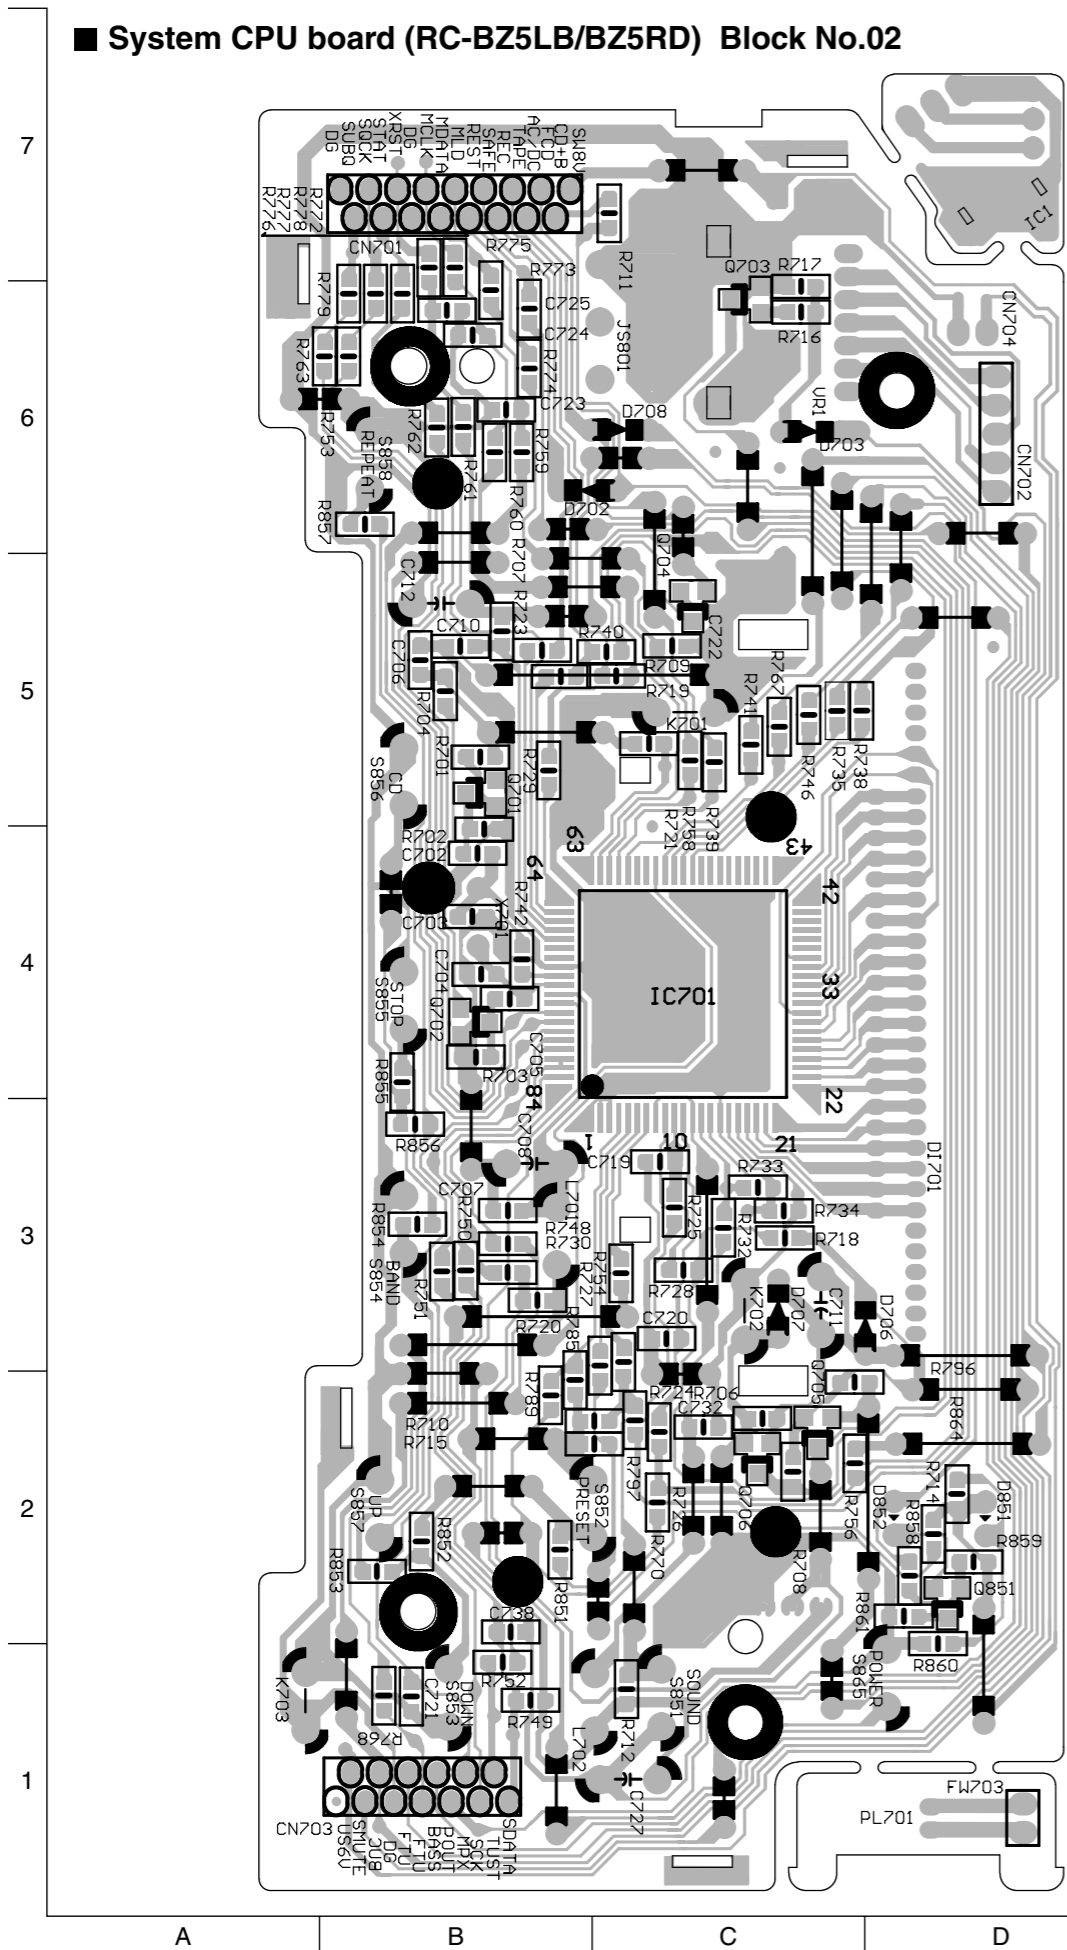 ■ System CPU board (RC-BZ5LB/BZ5RD) Block No.02
7
6
5
4
3
2
1
A
B
C
D
DG
SUBQ
SQCK
STAT
XRST
DG
MCLK
MDATA
MLD
REST
SAFE
REC
TAPE
AC/DC
FCD
CD+B
SW8V
R776
R777
R778
R772
CN701
R775
R711
IC1
R779
R773
C725
C724
JS801
Q703
R717
R716
CN704
R763
R774
C723
D708
VR1
D703
R753
S858
REPEAT
R762
R761
R759
CN702
R857
R760
D702
Q704
R707
C712
C710
R723
R740
C722
C706
R709
R719
R767
R704
R741
K701
R701
S856
CD
Q701
R729
R746
R735
R738
R702
C702
R721
R758
R739
63
43
64
42
C703
X701
R742
S855
STOP
C704
Q702
IC701
33
R703
C705
84
22
R855
R856
C708
1
10
21
C719
R733
DI701
C707
L701
R725
R734
R854
R750
R748
R730
R732
R718
S854
BAND
R751
R727
R754
R728
K702
D707
C711
D706
R720
R785
C720
R796
R789
R724
R706
Q705
C732
R710
R715
R864
R797
S857
UP
PRESET
S852
R726
Q706
R756
D852
R714
D851
R858
R859
R852
R853
R770
R708
Q851
R851
C738
R861
R860
K703
R768
C721
S853
DOWN
R752
R749
S851
SOUND
S865
POWER
L702
R712
C727
CN703
FW703
PL701
US6V
SMUTE
JUB
DG
FTU
FTU
BASS
POUT
MPX
SCK
TUST
SDATA